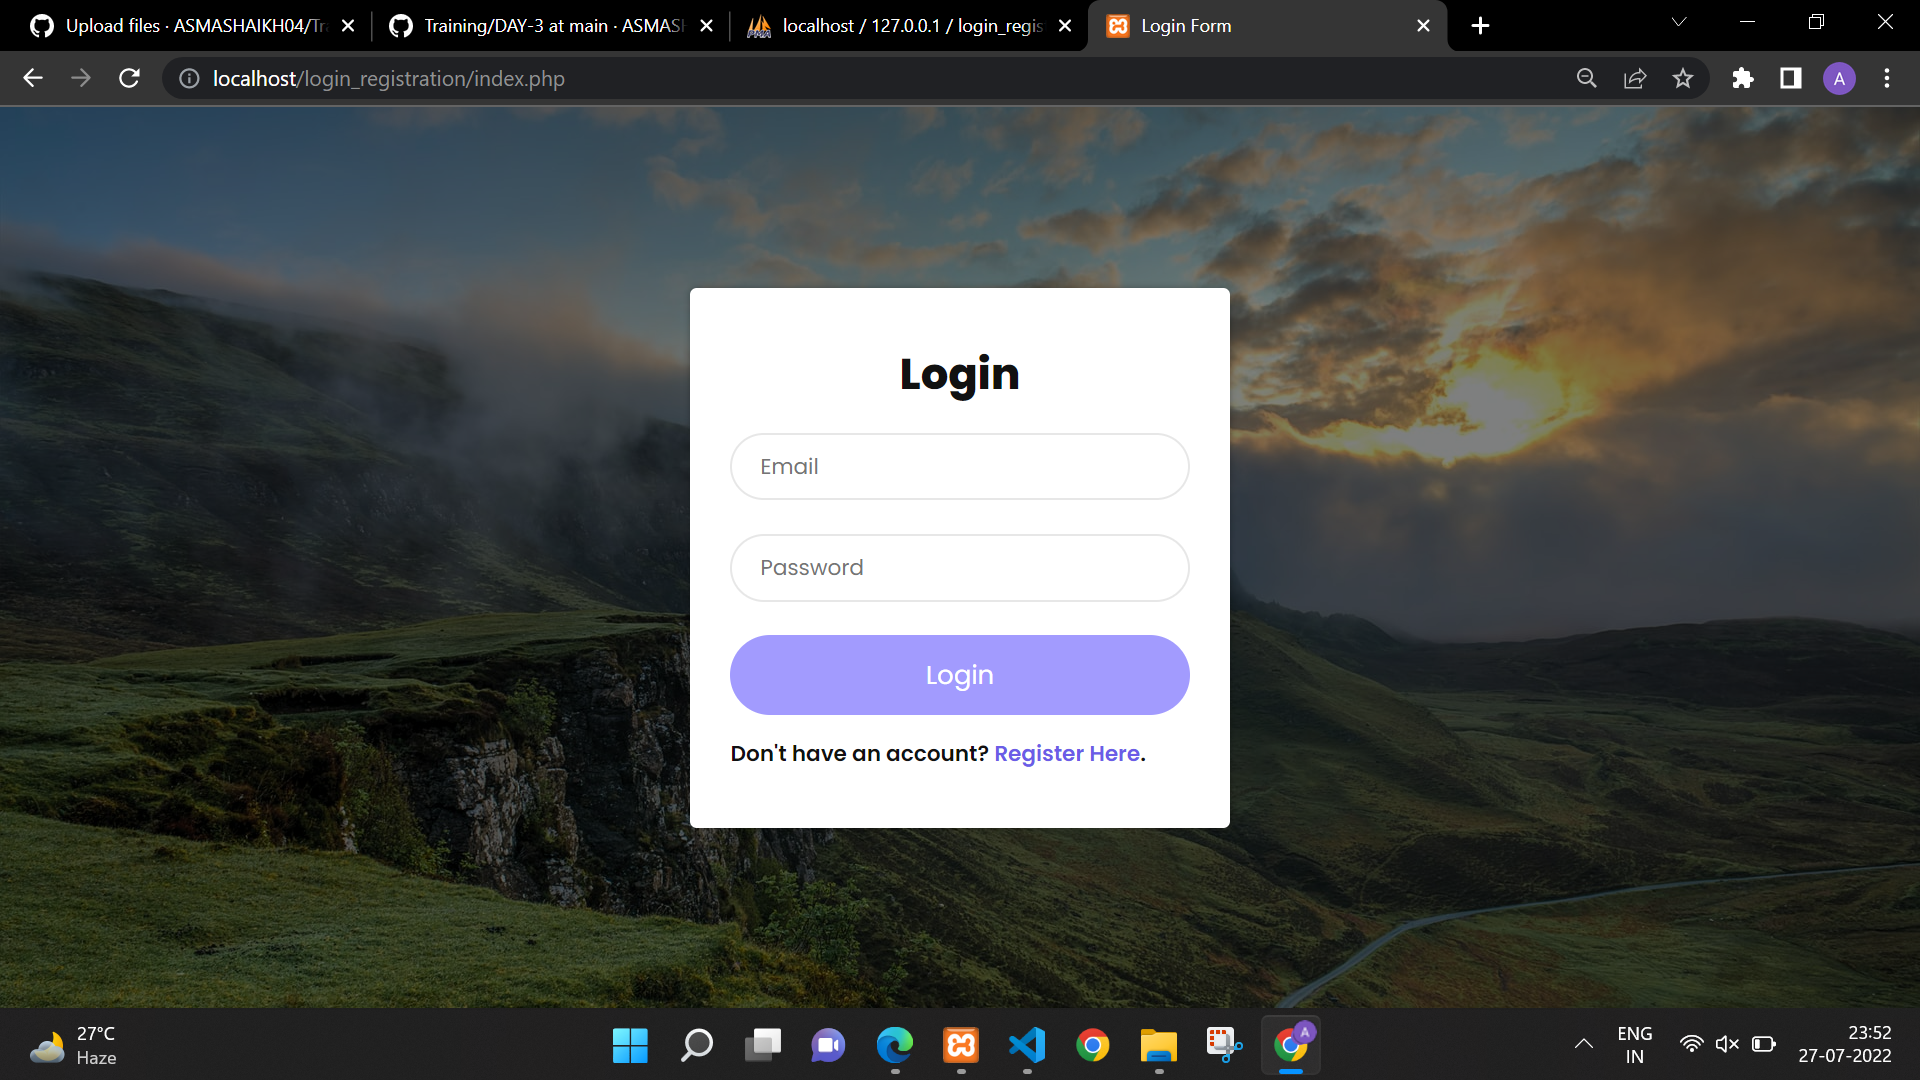 Upload files · ASMASHAIKH04/Tra
Training/DAY-3 at main · ASMASH
localhost / 127.0.0.1 / login_regis
Login Form
localhost/login_registration/index.php
A
Login
Email
Password
Login
Don't have an account? Register Here.
27°C
Haze
A
ENG
IN
23:52
27-07-2022